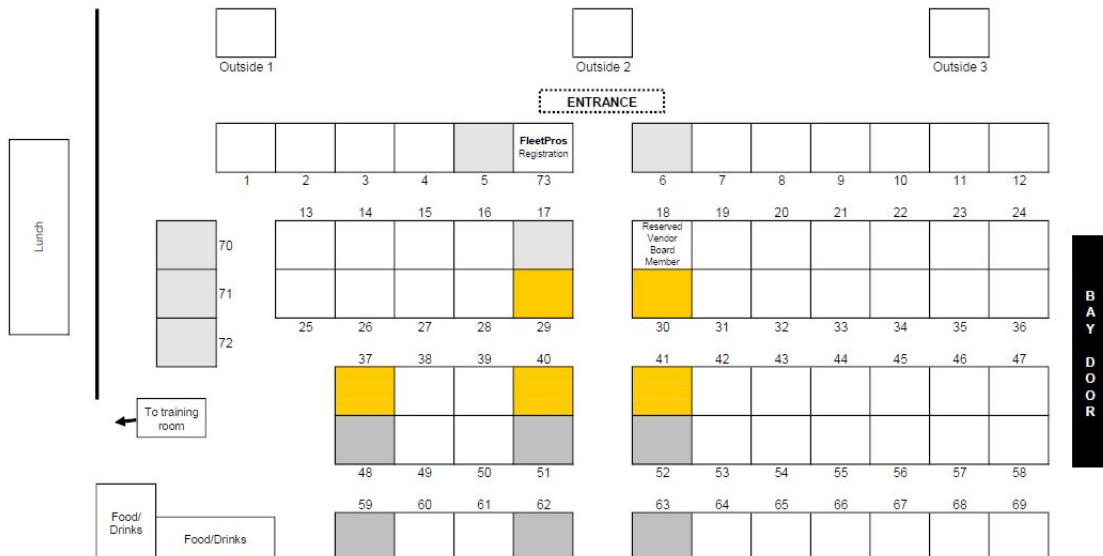 Outside 1
Outside 2
Outside 3
ENTRANCE
Lunch
FleetPros
Registration
1 2 3 4 5 73 6 7 8 9 10 11 12
13 14 15 16 17 18 19 20 21 22 23 24
Reserved
Vendor
Board
Member
70
71
72
25 26 27 28 29 30 31 32 33 34 35 36
BAY DOOR
37 38 39 40 41 42 43 44 45 46 47
To training
room
48 49 50 51 52 53 54 55 56 57 58
59 60 61 62 63 64 65 66 67 68 69
Food/
Drinks
Food/Drinks